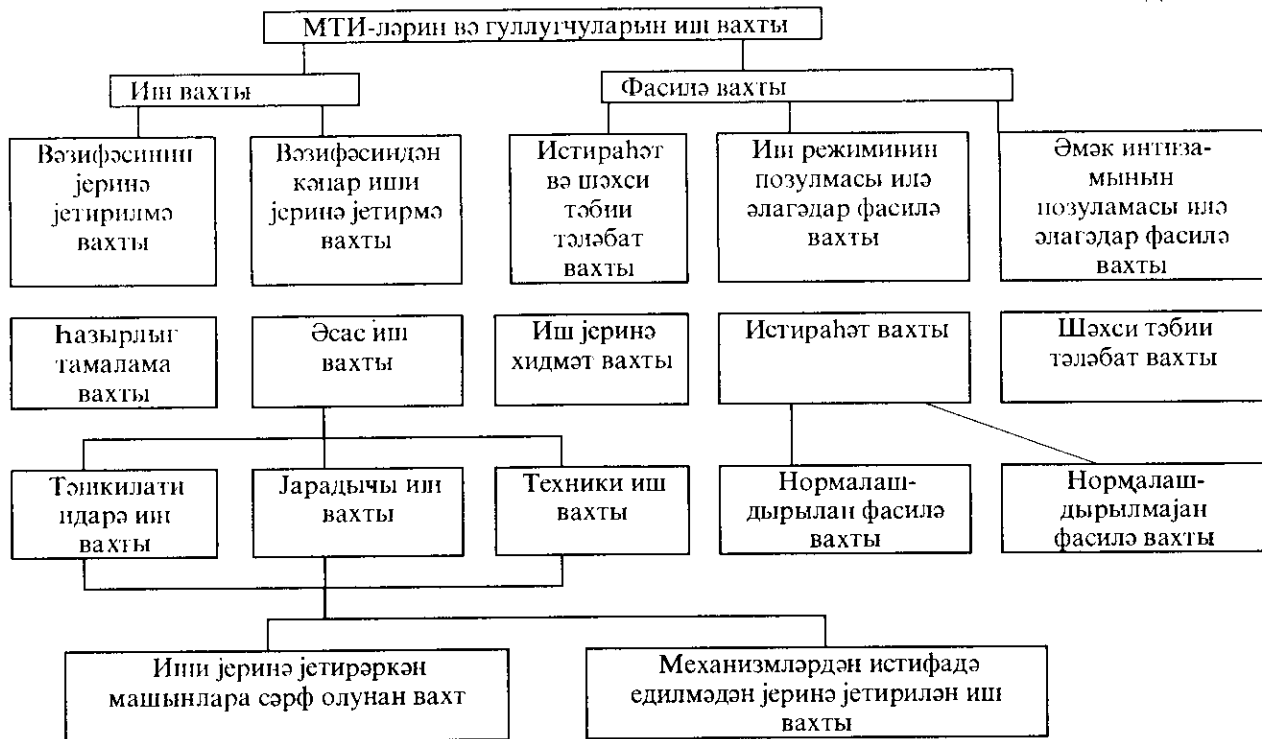 МТИ-ләрин вә гуллугчуларын иш вахты
Иш вахты
Фасилә вахты
Вәзифәсинин
јеринә
јетирилмә
вахты
Вәзифәсиндән
кәнар иши
јеринә јетирмә
вахты
Истираһәт
вә шәхси
тәбии
тәләбат
вахты
Иш режиминин
позулмасы илә
әлагәдар фасилә
вахты
Әмәк интиза-
мынын
позуламасы илә
әлагәдар фасилә
вахты
Һазырлыг
тамалама
вахты
Әсас иш
вахты
Иш јеринә
хидмәт вахты
Истираһәт вахты
Шәхси тәбии
тәләбат вахты
Тәшкилати
идарә иш
вахты
Јарадычы иш
вахты
Техники иш
вахты
Нормалаш-
дырылан фасилә
вахты
Нормалаш-
дырылмајан
фасилә вахты
Иши јеринә јетирәркән
машынлара сәрф олунан вахт
Механизмләрдән истифадә
едилмәдән јеринә јетирилән иш
вахты